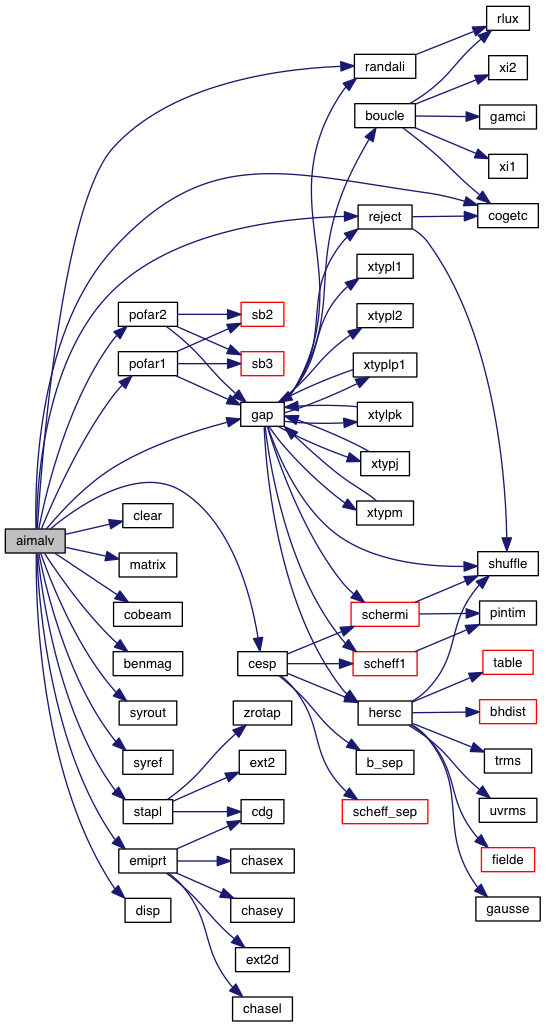 rlux
randali
xi2
boucle
gamci
xi1
cogetc
reject
xtypl1
pofar2
sb2
xtypl2
pofar1
sb3
xtyplp1
gap
xtylpk
xtypj
clear
xtypm
aimalv
matrix
shuffle
cobeam
schermi
pintim
benmag
cesp
scheff1
table
syrout
zrotap
hersc
bhdist
syref
ext2
b_sep
trms
stapl
cdg
scheff_sep
uvrms
emiprt
chasex
fielde
disp
chasey
gausse
ext2d
chasel